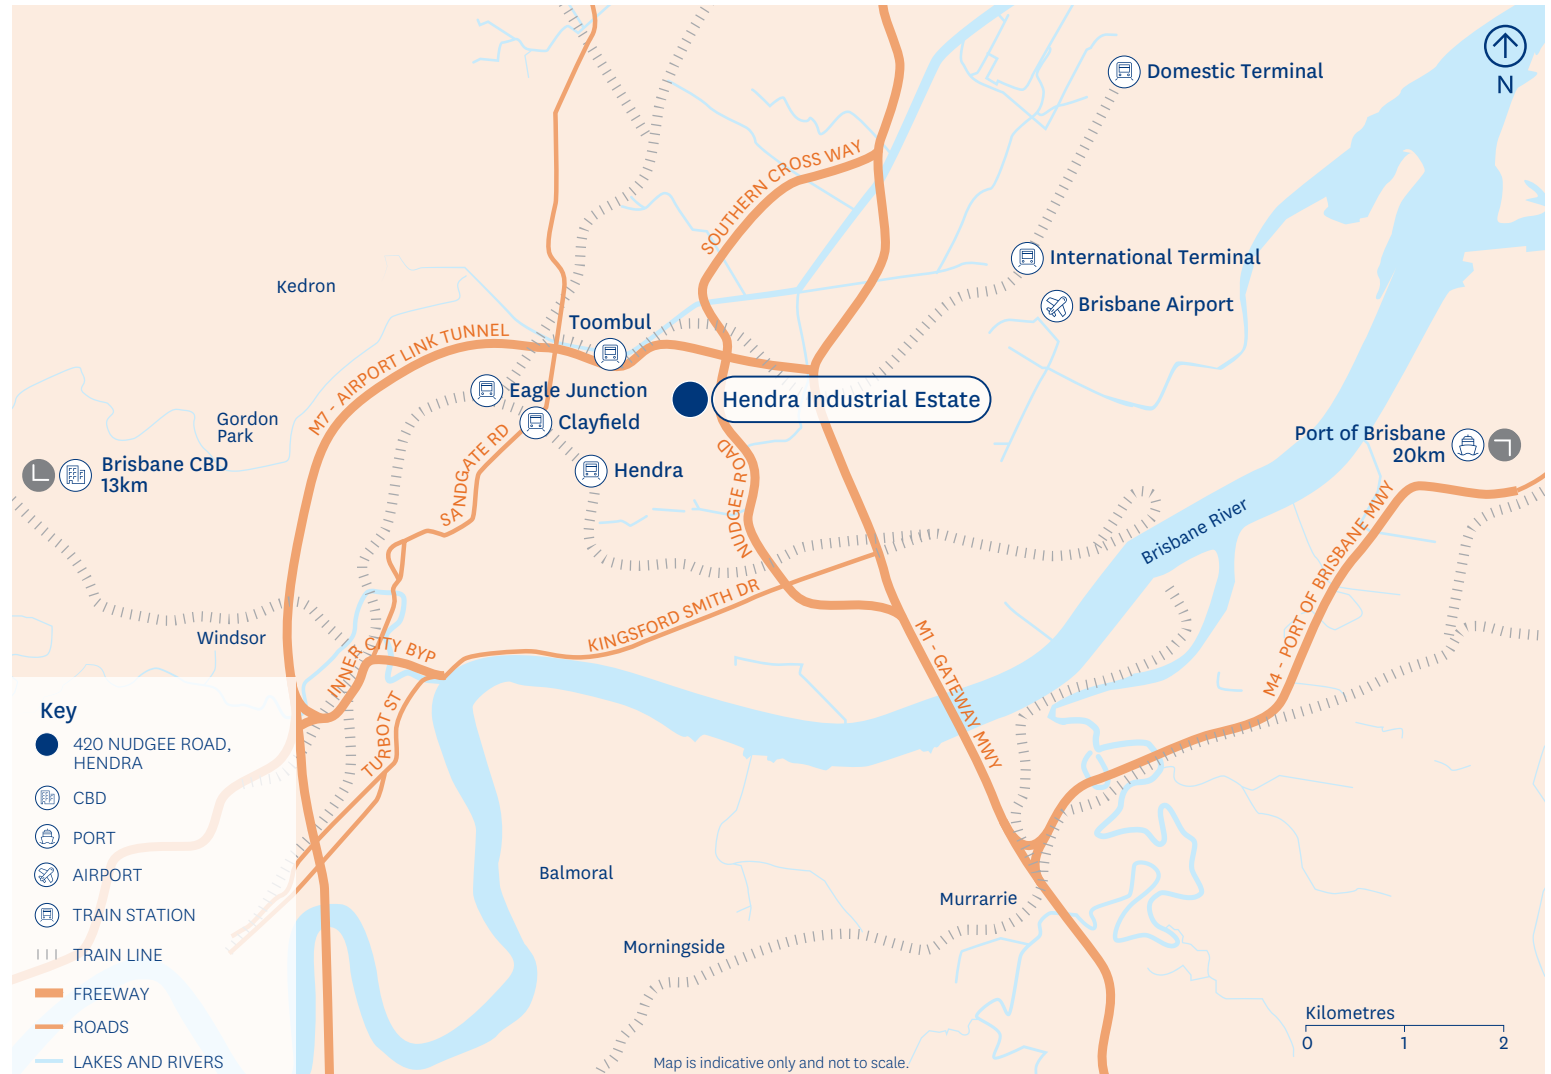 N
Domestic Terminal
SOUTHERN CROSS WAY
International Terminal
Brisbane Airport
Kedron
Toombul
M7 - AIRPORT LINK TUNNEL
Eagle Junction
Hendra Industrial Estate
Clayfield
Gordon
Park
SANDGATE RD
NUDGEE ROAD
Port of Brisbane
20km
Brisbane CBD
13km
Hendra
Brisbane River
M4 - PORT OF BRISBANE MWY
KINGSFORD SMITH DR
Windsor
INNER CITY BYP
M1 - GATEWAY MWY
TURBOT ST
Key
420 NUDGEE ROAD,
HENDRA
CBD
PORT
AIRPORT
TRAIN STATION
TRAIN LINE
FREEWAY
ROADS
LAKES AND RIVERS
Balmoral
Murrarrie
Morningside
Kilometres
0 1 2
Map is indicative only and not to scale.